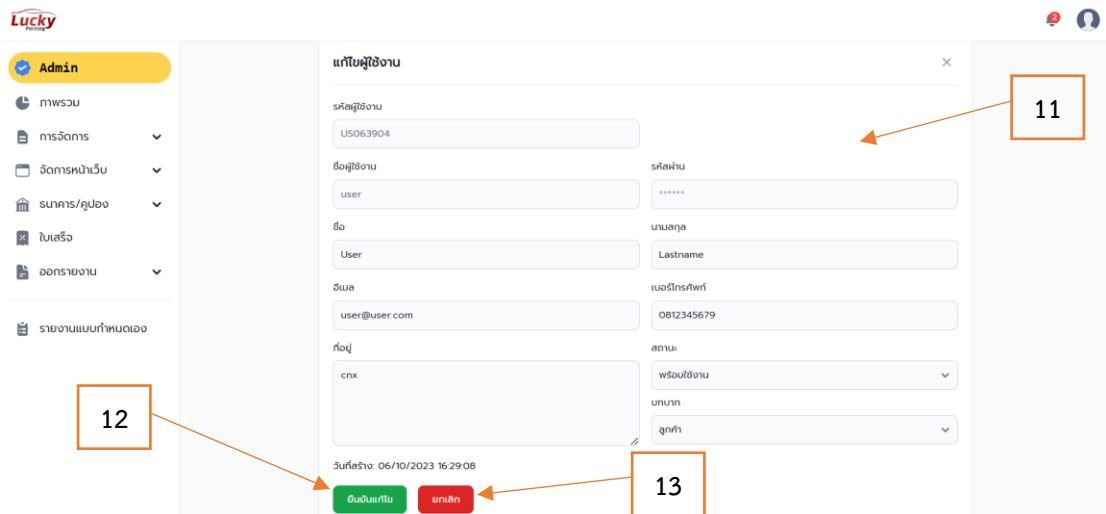 Lucky
Parking
2
Admin
ภาพรวม
การจัดการ
จัดการหน้าเว็บ
ธนาคาร/คูปอง
ใบเสร็จ
ออกรายงาน
รายงานแบบกำหนดเอง
แก้ไขผู้ใช้งาน
รหัสผู้ใช้งาน
US063904
ชื่อผู้ใช้งาน
รหัสผ่าน
user
******
ชื่อ
นามสกุล
User
Lastname
อีเมล
เบอร์โทรศัพท์
user@user.com
0812345679
ที่อยู่
สถานะ
cnx
พร้อมใช้งาน
บทบาท
ลูกค้า
วันที่สร้าง: 06/10/2023 16:29:08
ยืนยันแก้ไข
ยกเลิก
11
12
13